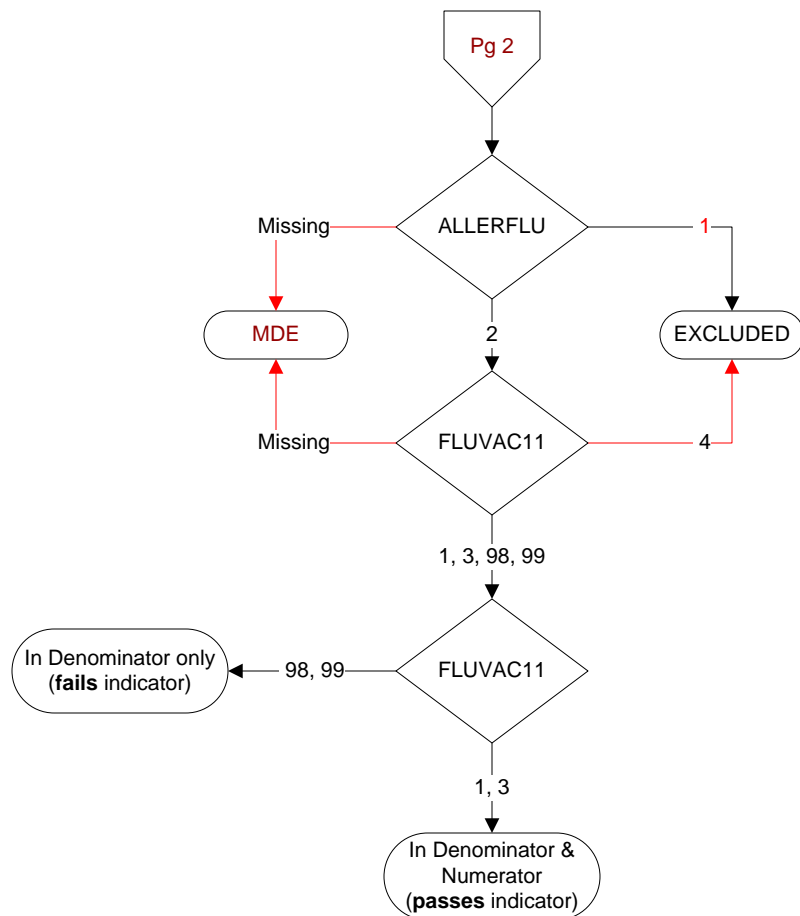 Pg 2
Missing
ALLERFLU
1
MDE
2
EXCLUDED
Missing
FLUVAC11
4
1, 3, 98, 99
In Denominator only
(fails indicator)
98, 99
FLUVAC11
1, 3
In Denominator &
Numerator
(passes indicator)